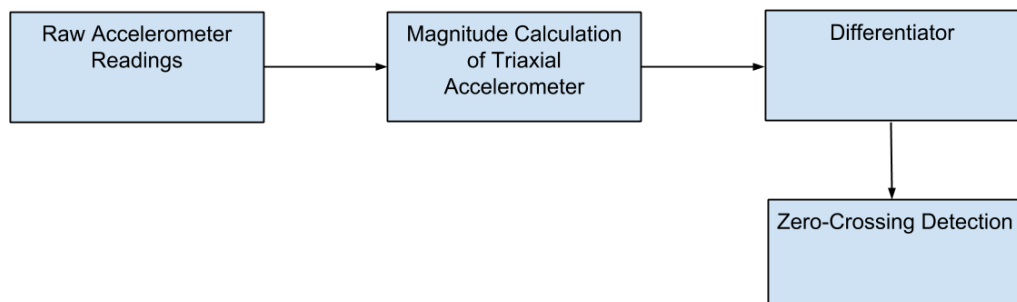 Raw Accelerometer
Readings
Magnitude Calculation
of Triaxial
Accelerometer
Differentiator
Zero-Crossing Detection